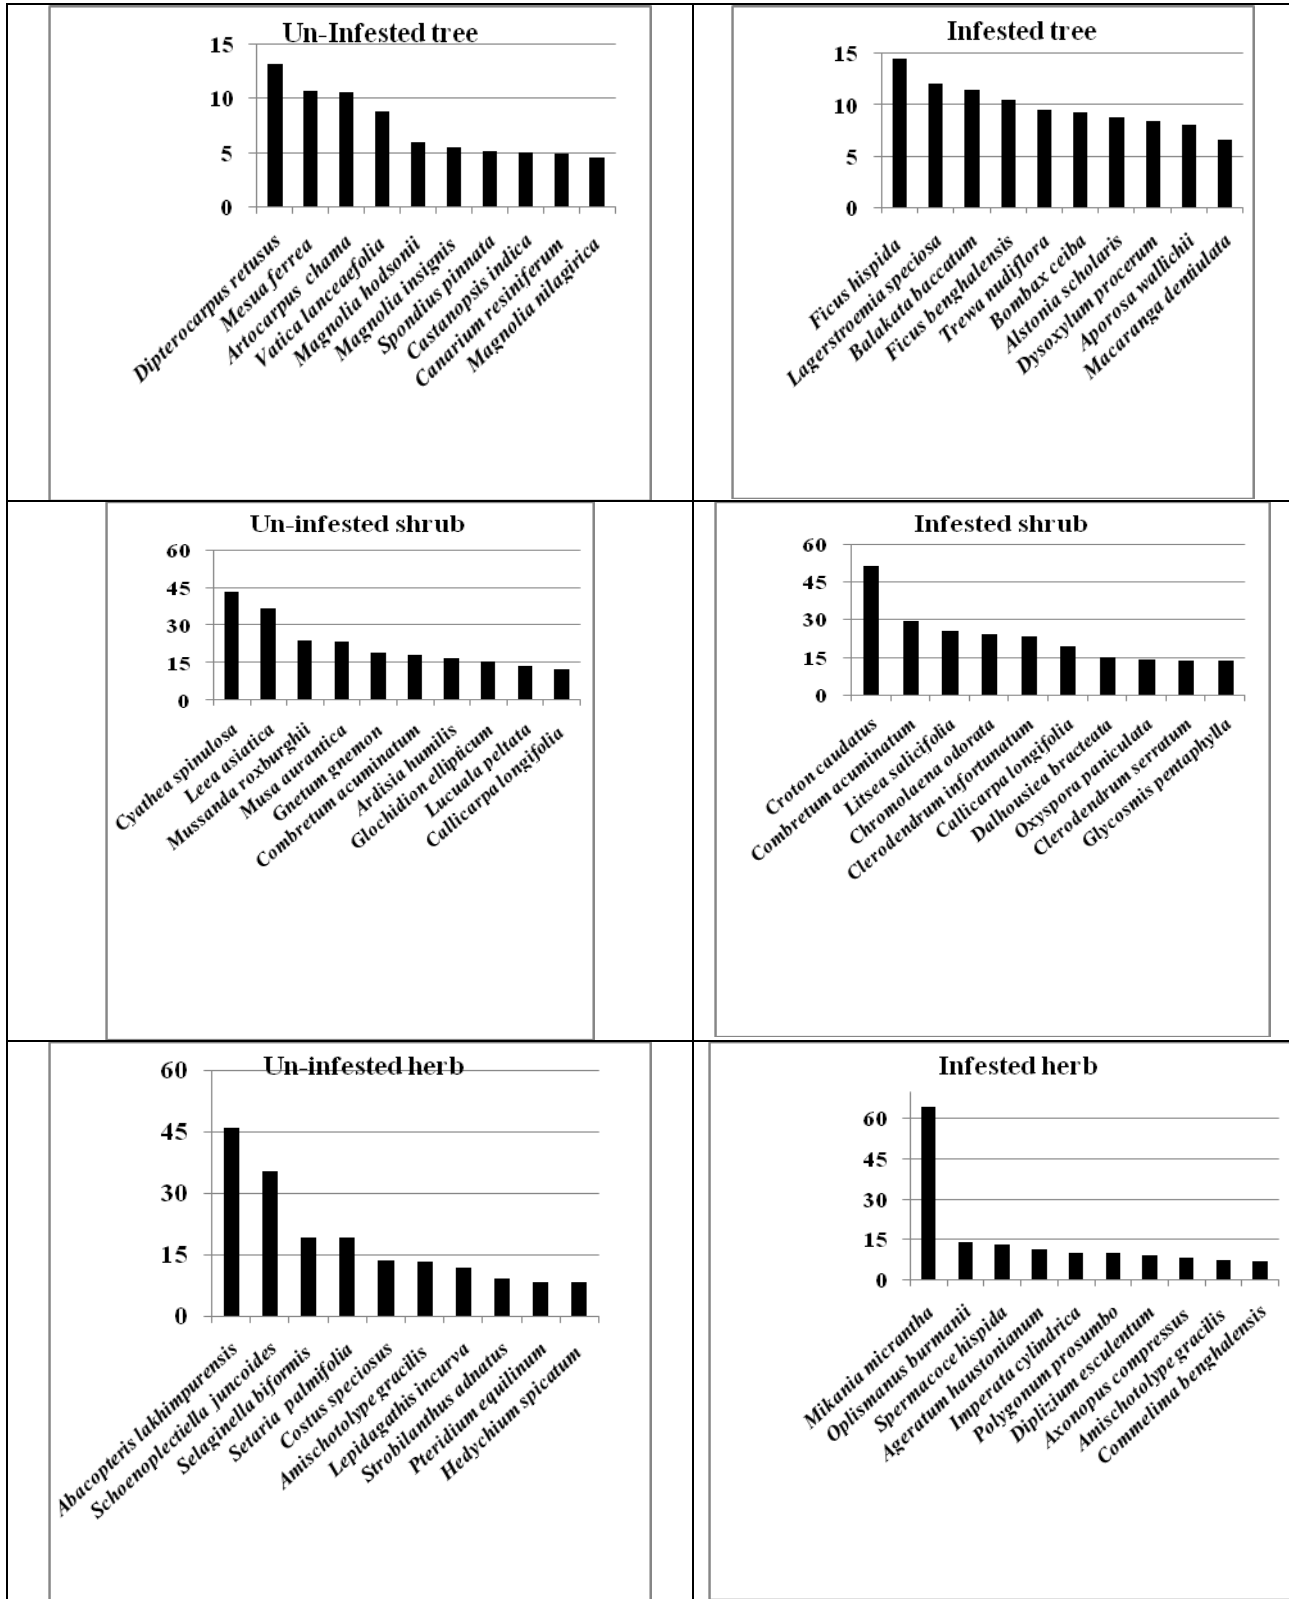 Un-Infested tree
15
10
5
0
Dipterocarpus retusus
Mesua ferrea
Artocarpus chama
Vatica lanceaefolia
Magnolia hodsonii
Magnolia insignis
Spondius pinnata
Castanopsis indica
Canarium resiniferum
Magnolia nilagirica
Infested tree
15
10
5
0
Ficus hispida
Lagerstroemia speciosa
Balakata baccatum
Ficus benghalensis
Trewa nudiflora
Bombax ceiba
Alstomia scholaris
Dysoxylum procerum
Aporosa wallichii
Macaranga dentiulata
Un-infested shrub
60
45
30
15
0
Cyathea spinulosa
Leea asiatica
Mussanda roxburghii
Musa aurantica
Gnetum gnemon
Combretum acuminatum
Ardisia humilis
Glochidion ellipticum
Lucuala peltata
Callicarpa longifolia
Infested shrub
60
45
30
15
0
Croton caudatus
Combretum acuminatum
Litsea salicifolia
Chromolaena odorata
Clerodendrum infortunatum
Callicarpa longifolia
Dalhousiea bracteata
Oxyspora paniculata
Clerodendrum serratum
Glycosmis pentaphylla
Un-infested herb
60
45
30
15
0
Abacopteris lakhimpurensis
Schoenoplectiella juncoides
Selaginella biformis
Setaria palmifolia
Costus speciosus
Amischotolype gracilis
Lepidagathis incurva
Strobilanthus adnatus
Pteridium equilinum
Hedychium spicatum
Infested herb
60
45
30
15
0
Mikania micrantha
Oplismanus burmanii
Spermacoce hispida
Ageratum haustonianum
Imperata cylindrica
Polygonum prosumbo
Diplizium esculentum
Axonopus compressus
Amischotolype gracilis
Commelima benghalensis